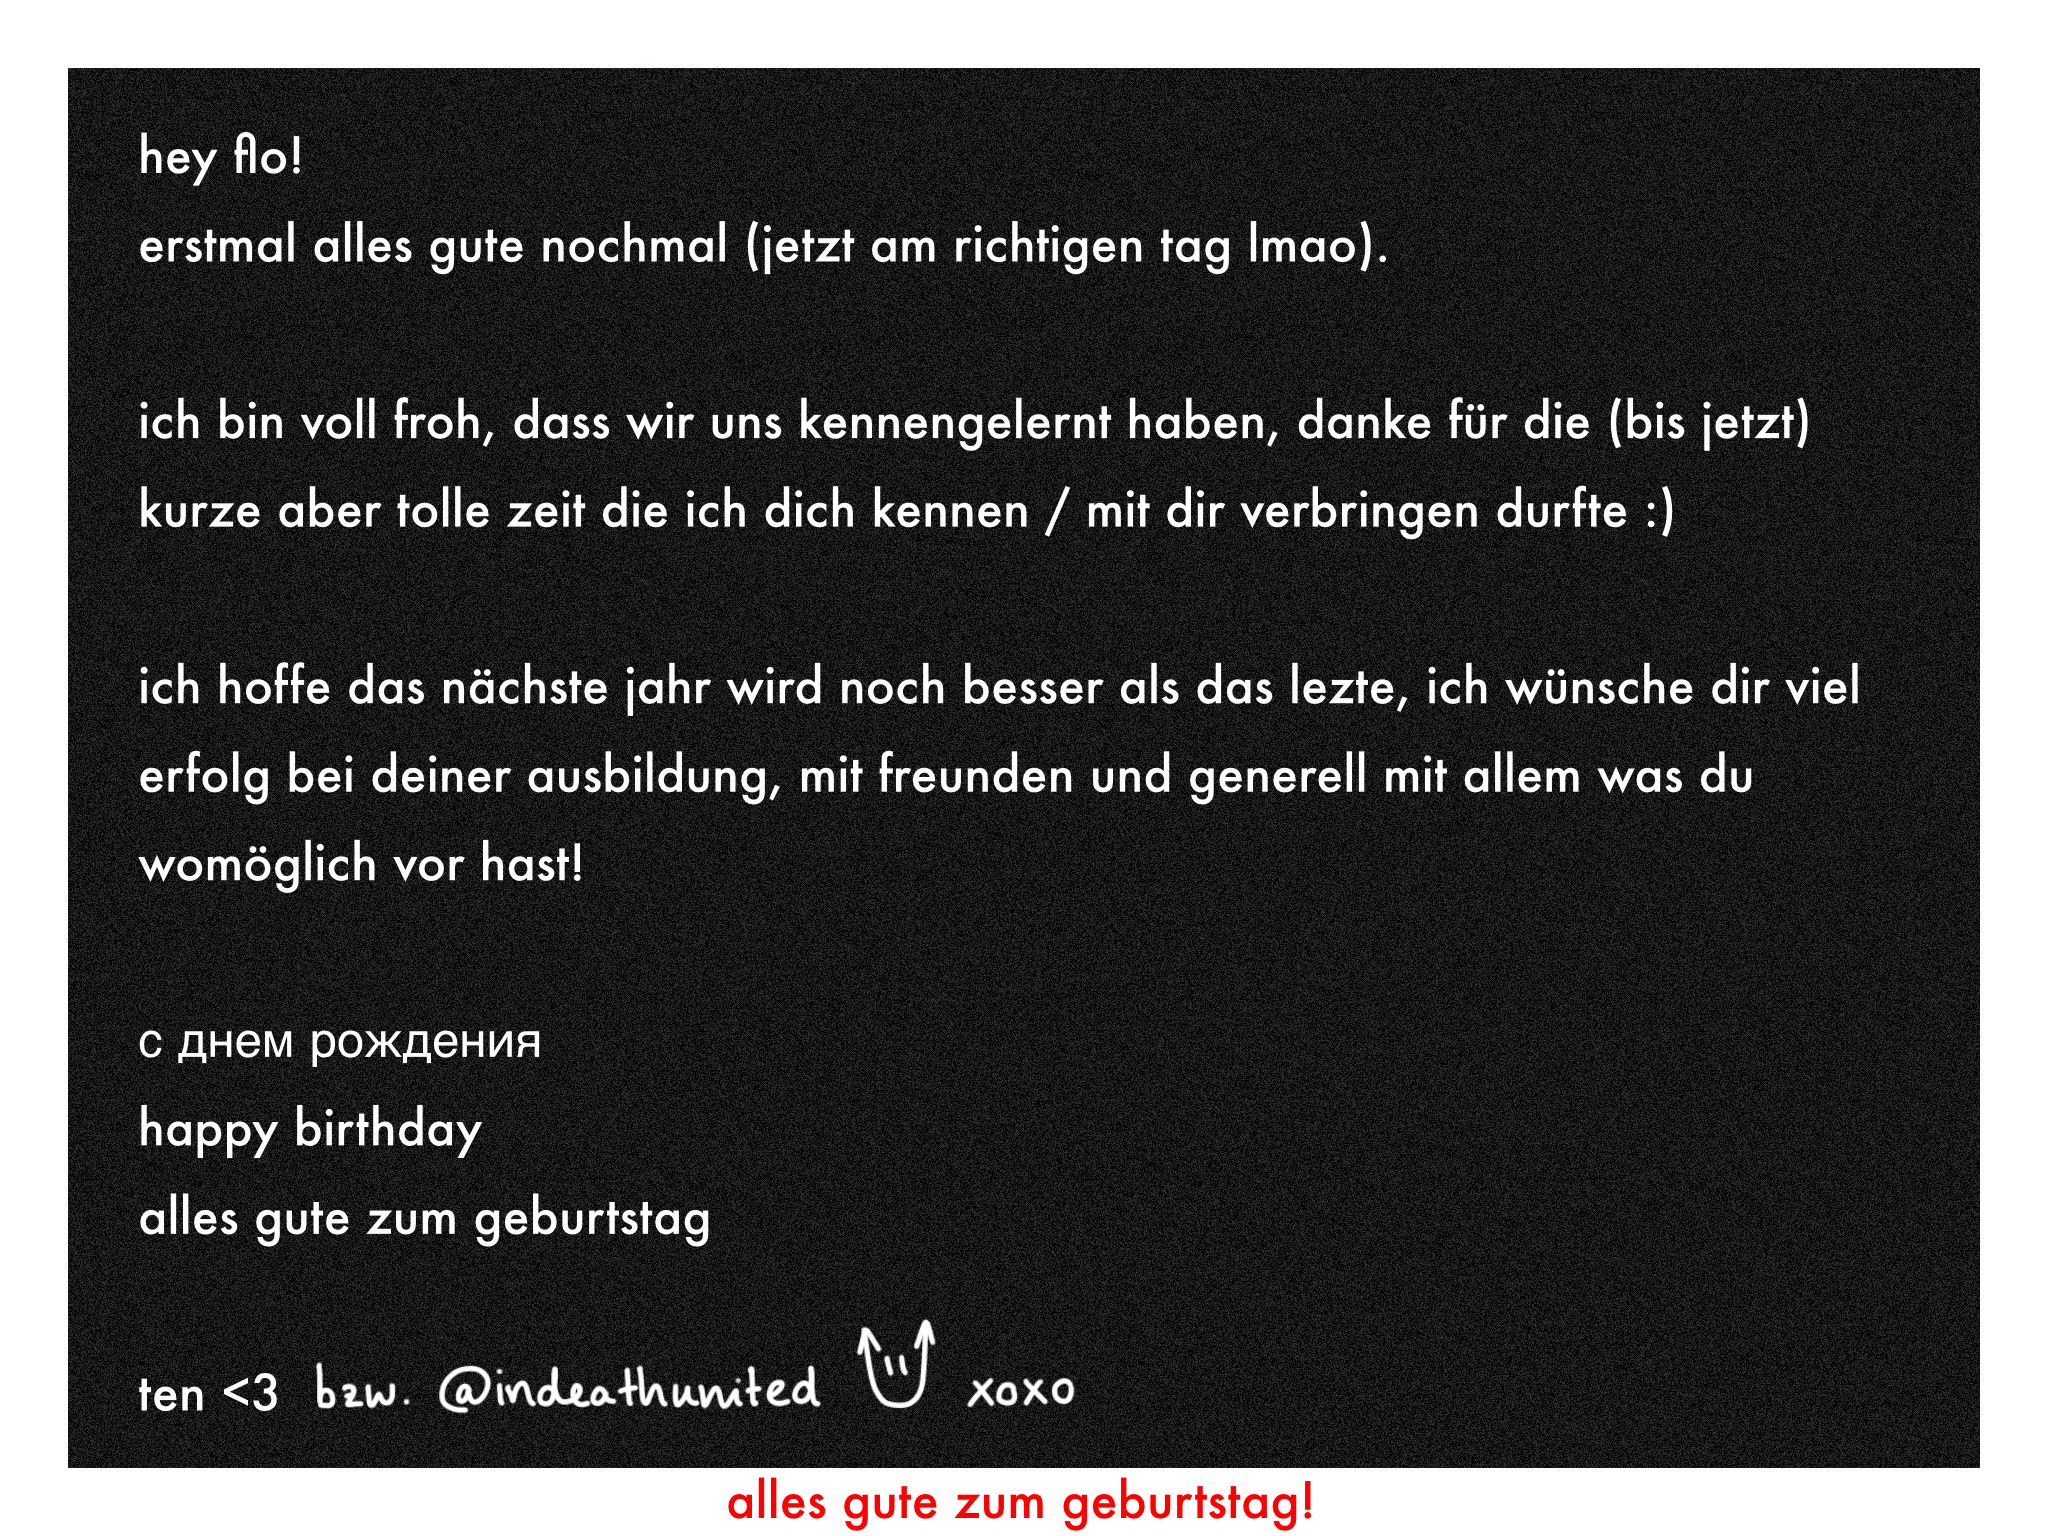 hey flo!
erstmal alles gute nochmal (jetzt am richtigen tag lmao).
ich bin voll froh, dass wir uns kennengelernt haben, danke für die (bis jetzt)
kurze aber tolle zeit die ich dich kennen / mit dir verbringen durfte :)
ich hoffe das nächste jahr wird noch besser als das lezte, ich wünsche dir viel
erfolg bei deiner ausbildung, mit freunden und generell mit allem was du
womöglich vor hast!
с днем рождения
happy birthday
alles gute zum geburtstag
ten <3 bzw. @indeathunited xoxo
alles gute zum geburtstag!